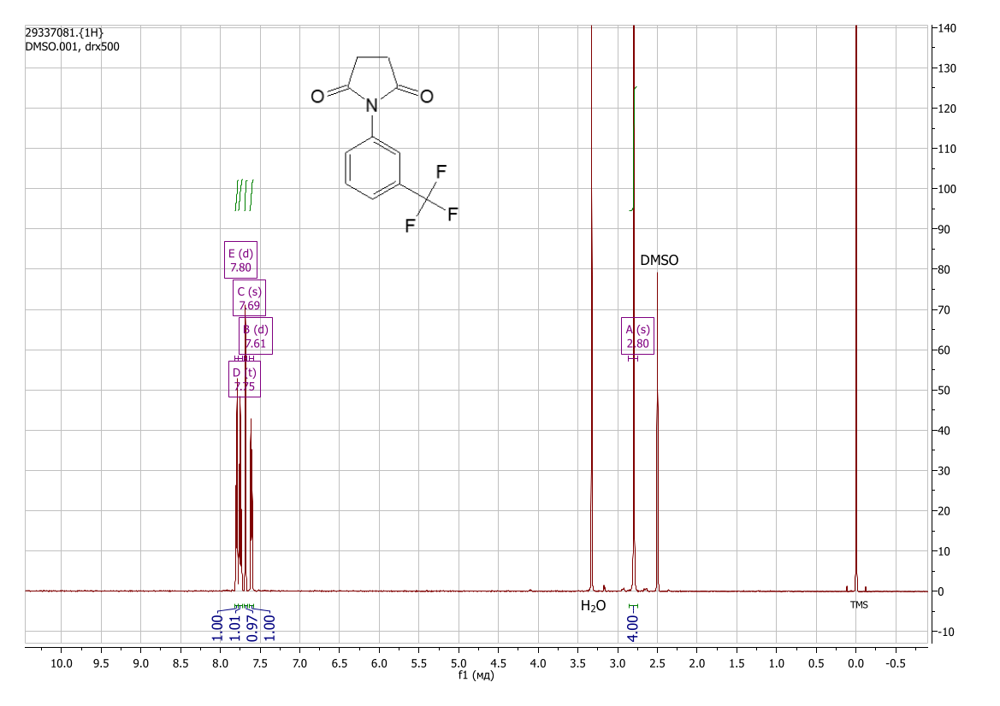 29337081.{1H}
DMSO.001, drx500
O
O
N
F
F
F
E (d)
7.80
C (s)
7.69
B (d)
7.61
D (t)
7.75
A (s)
2.80
DMSO
H2O
TMS
1.00
1.01
0.97
1.00
4.00
140
130
120
110
100
90
80
70
60
50
40
30
20
10
0
-10
10.0 9.5 9.0 8.5 8.0 7.5 7.0 6.5 6.0 5.5 5.0 4.5 4.0 3.5 3.0 2.5 2.0 1.5 1.0 0.5 0.0 -0.5
f1 (мд)